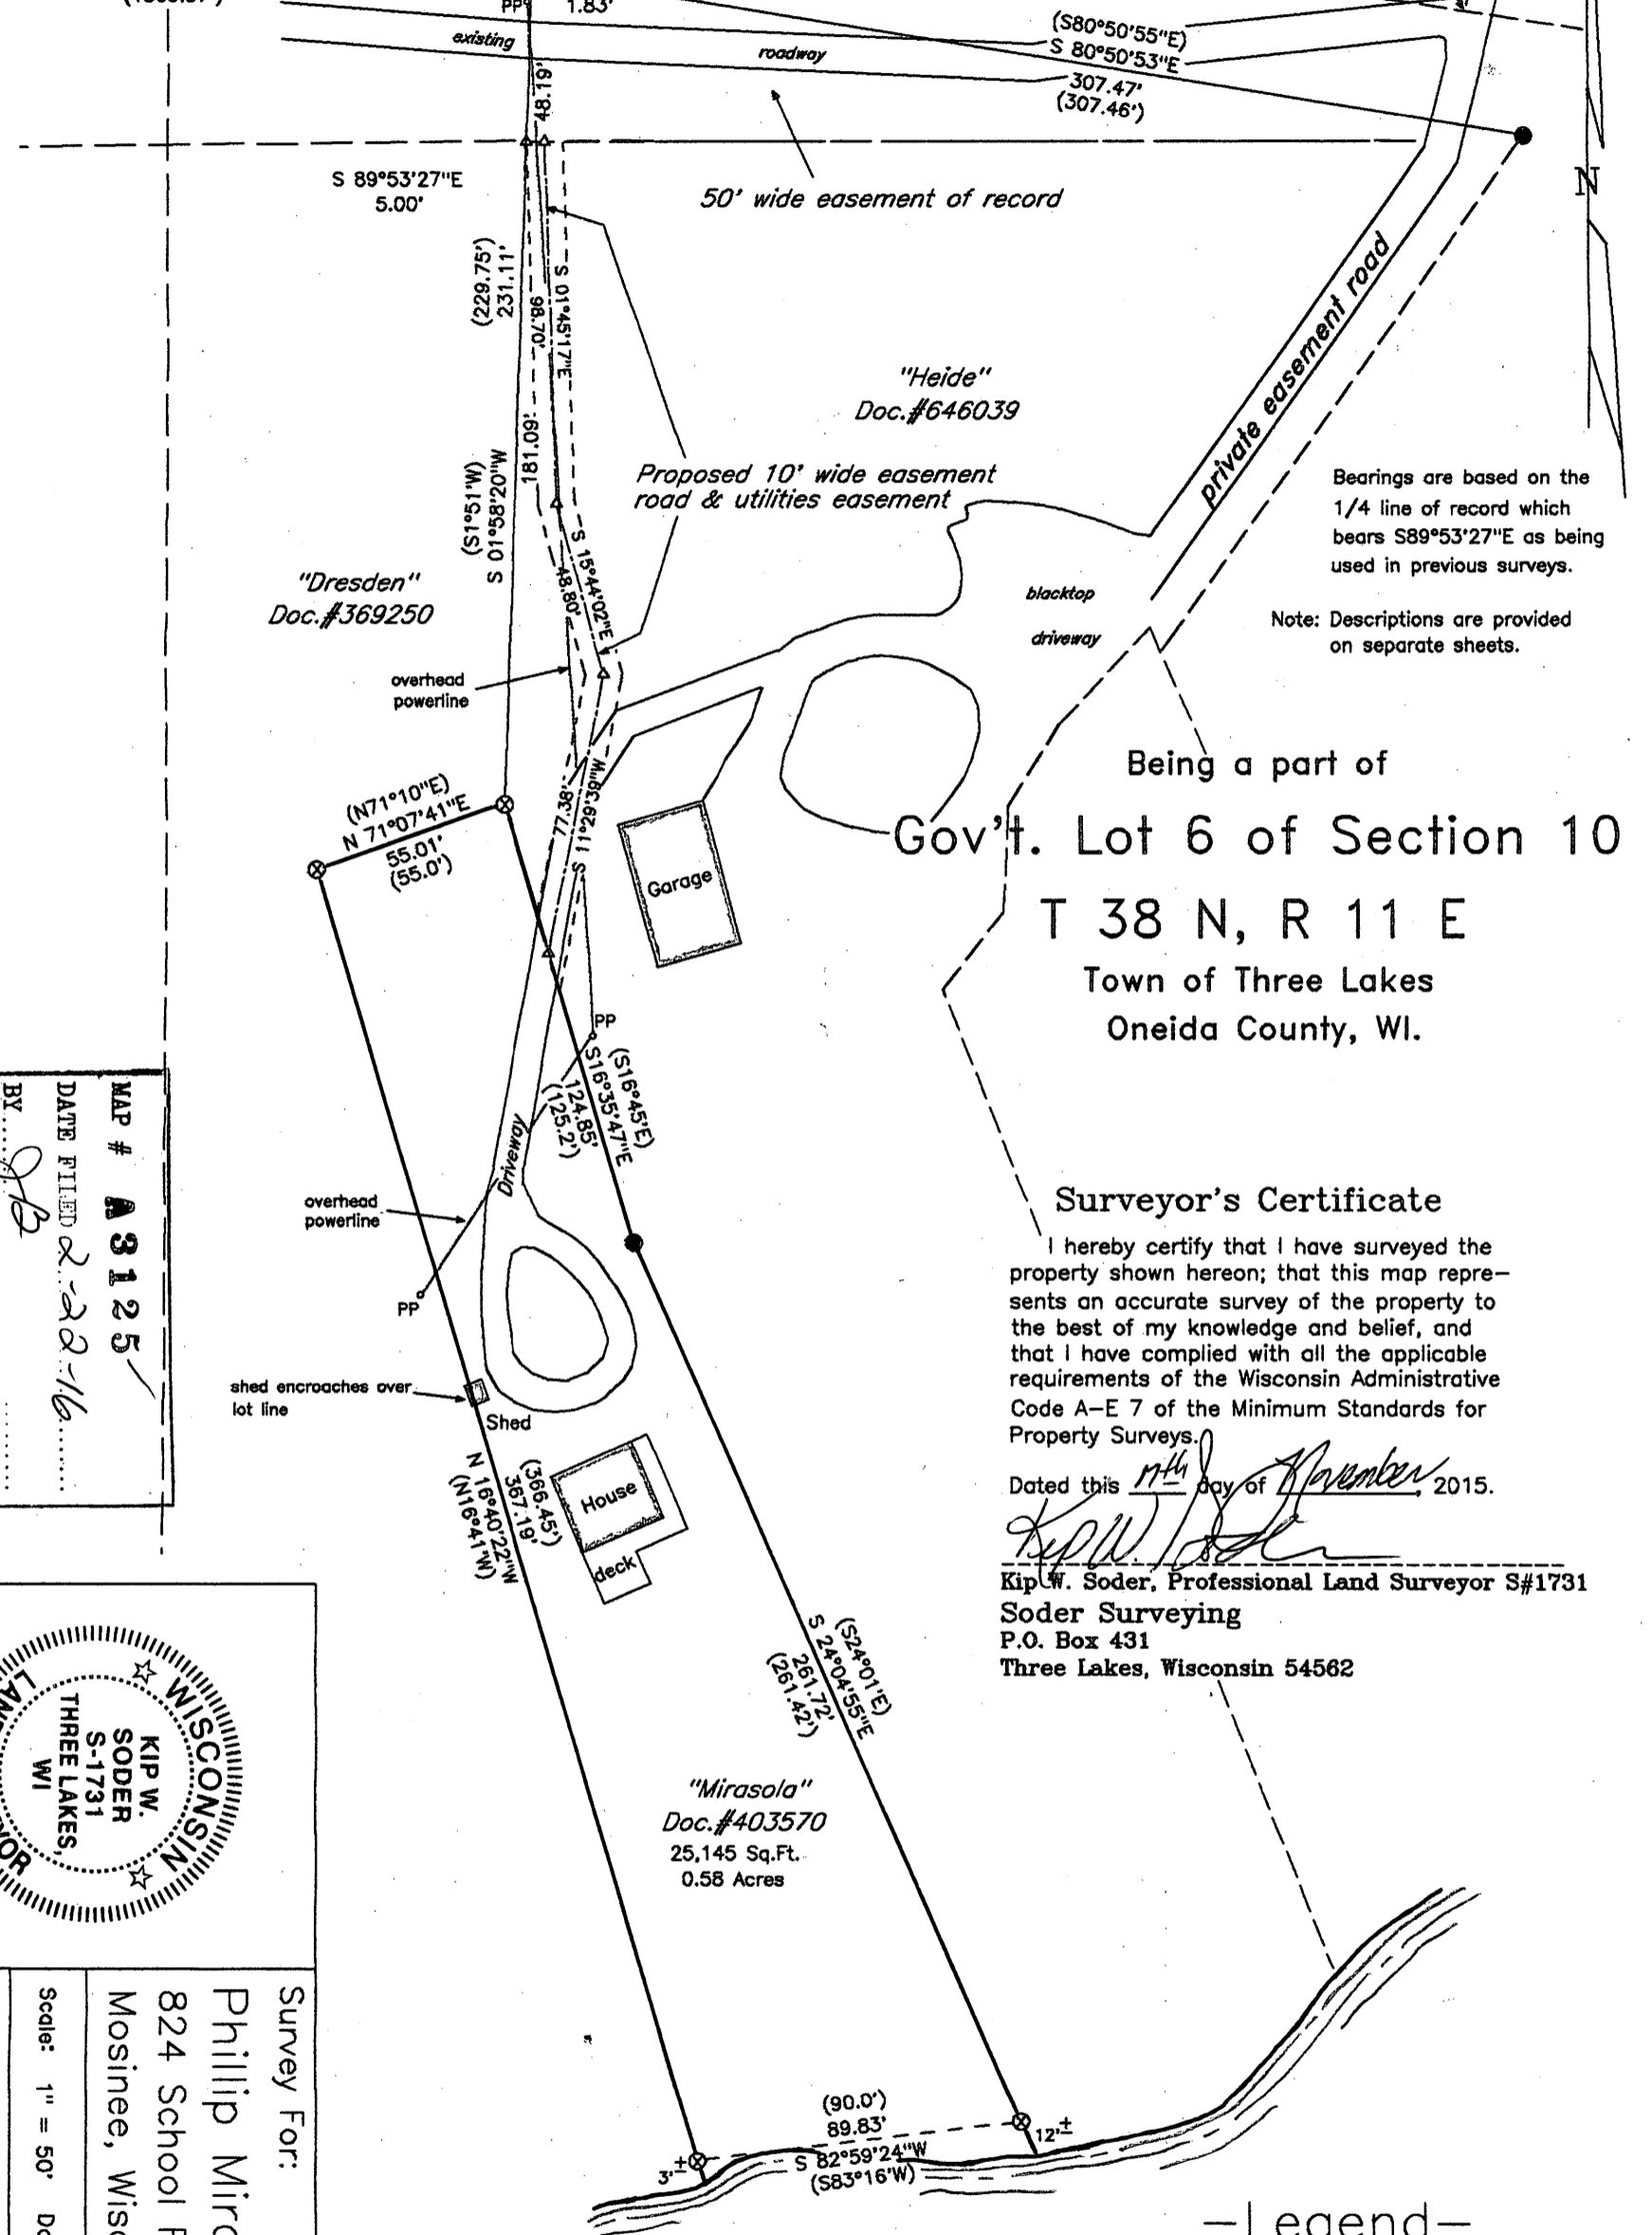 PP
1.83'
existing
roadway
(S80°50'55"E)
S 80°50'53"E
307.47'
(307.46')
48.19'
S 89°53'27"E
5.00'
50' wide easement of record
N
(229.75')
231.11'
98.70'
S 01°45'17"E
181.09'
(S1°51'W)
S 01°58'20"W
"Heide"
Doc.#646039
private easement road
Proposed 10' wide easement
road & utilities easement
Bearings are based on the
1/4 line of record which
bears S89°53'27"E as being
used in previous surveys.
Note: Descriptions are provided
on separate sheets.
S 15°44'02"E
48.80'
"Dresden"
Doc.#369250
blacktop
driveway
overhead
powerline
(N71°10"E)
N 71°07'41"E
55.01'
(55.0')
77.38'
S 11°29'39"W
Garage
Being a part of
Gov't. Lot 6 of Section 10
T 38 N, R 11 E
Town of Three Lakes
Oneida County, WI.
PP
(S16°45'E)
S16°35'47"E
124.85'
(125.2')
Driveway
overhead
powerline
PP
MAP # A3125
DATE FILED 2-22-16
BY JB
shed encroaches over
lot line
Shed
(366.45')
367.19'
N 16°40'22"W
(N16°41'W)
House
deck
Surveyor's Certificate
I hereby certify that I have surveyed the
property shown hereon; that this map repre-
sents an accurate survey of the property to
the best of my knowledge and belief, and
that I have complied with all the applicable
requirements of the Wisconsin Administrative
Code A-E 7 of the Minimum Standards for
Property Surveys.
Dated this 17th day of November, 2015.
Kip W. Soder
Kip W. Soder, Professional Land Surveyor S#1731
Soder Surveying
P.O. Box 431
Three Lakes, Wisconsin 54562
(S24°01'E)
S 24°04'55"E
261.72'
(261.42')
WISCONSIN
KIP W.
SODER
S-1731
THREE LAKES,
WI
"Mirasola"
Doc.#403570
25,145 Sq.Ft.
0.58 Acres
Survey For:
Phillip
824 School
Mosinee,
Scale: 1" = 50'
(90.0')
89.83'
S 82°59'24"W
(S83°16'W)
3'±
12'±
-Legend-